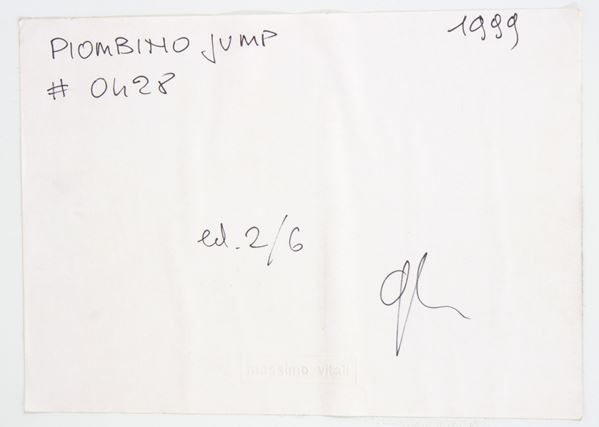 PIOMBINO JUMP
1999
# 0428
ed. 2/6
massimo vitali